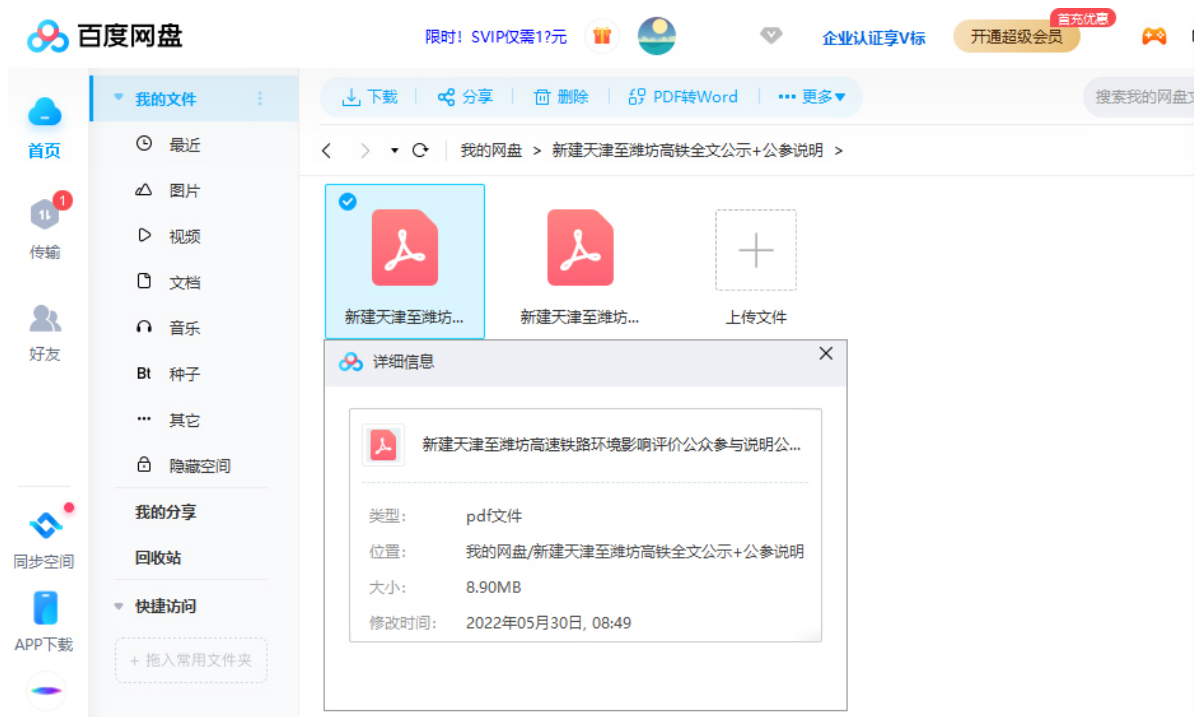 百度网盘
限时！SVIP仅需1?元
企业认证享V标
开通超级会员
首充优惠
首页
1
传输
好友
同步空间
APP下载
我的文件
最近
图片
视频
文档
音乐
Bt 种子
其它
隐藏空间
我的分享
回收站
快捷访问
+ 拖入常用文件夹
下载 分享 删除 PDF转Word 更多
搜索我的网盘文
我的网盘 > 新建天津至潍坊高铁全文公示+公参说明 >
新建天津至潍坊... 新建天津至潍坊... 上传文件
详细信息
新建天津至潍坊高速铁路环境影响评价公众参与说明公...
类型: pdf文件
位置: 我的网盘/新建天津至潍坊高铁全文公示+公参说明
大小: 8.90MB
修改时间: 2022年05月30日, 08:49